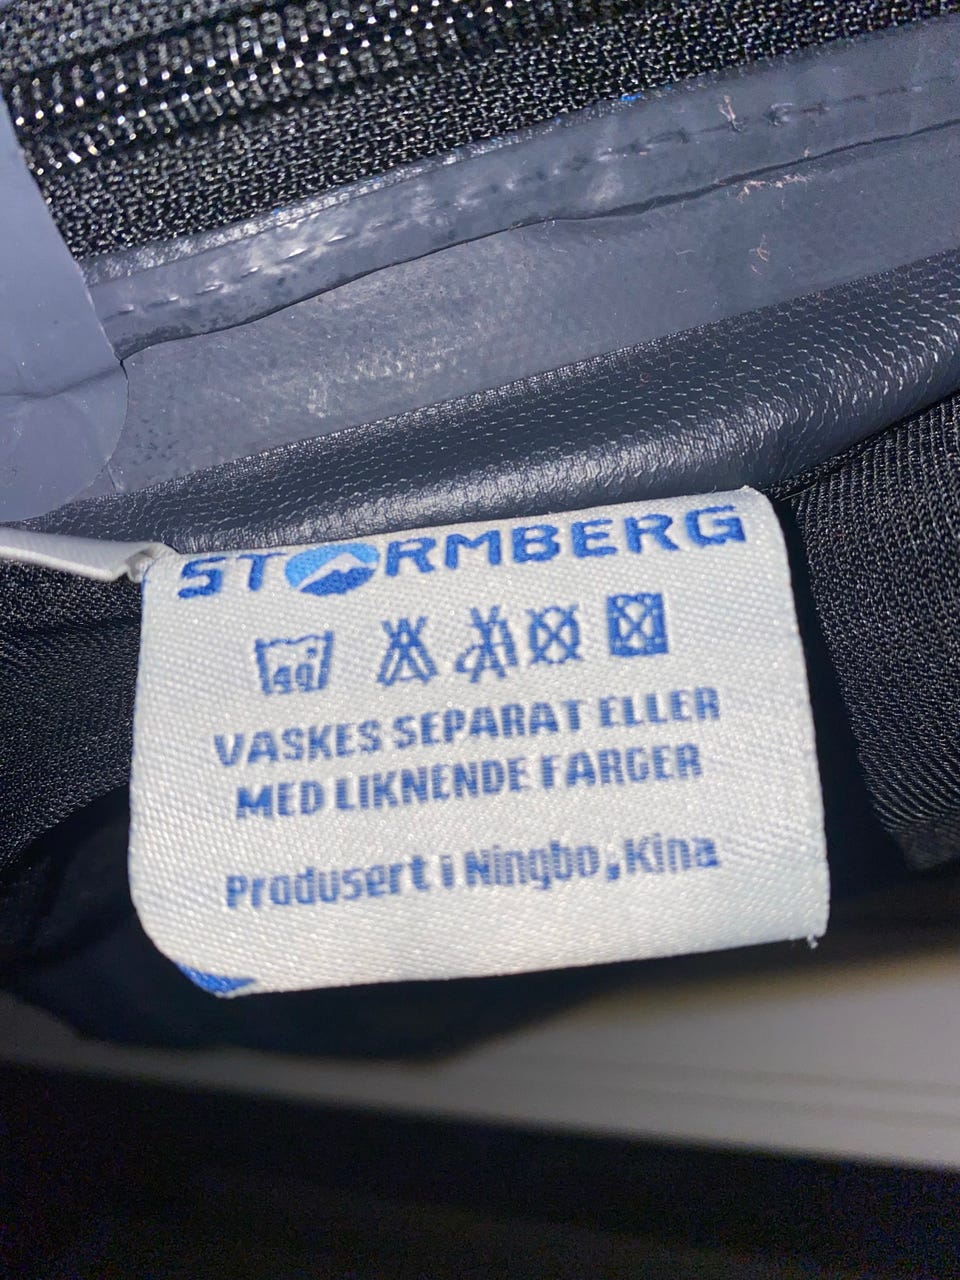 STORMBERG
40
VASKES SEPARAT ELLER
MED LIKNENDE FARGER
Produsert i Ningbo, Kina